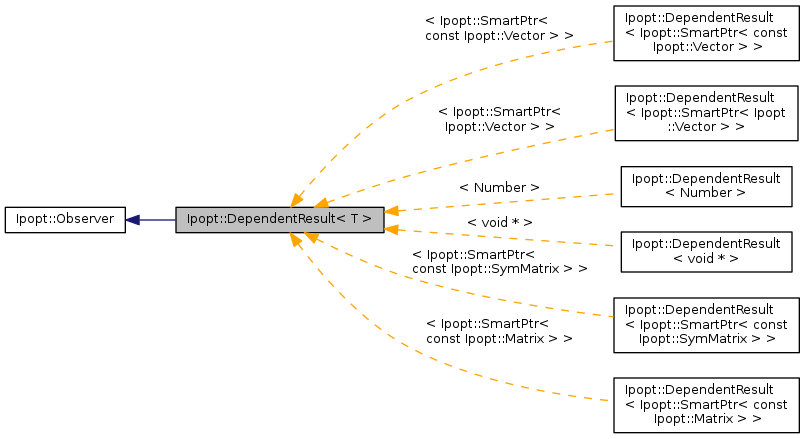 < Ipopt::SmartPtr<
const Ipopt::Vector > >
Ipopt::DependentResult
< Ipopt::SmartPtr< const
Ipopt::Vector > >
< Ipopt::SmartPtr<
Ipopt::Vector > >
Ipopt::DependentResult
< Ipopt::SmartPtr< Ipopt
::Vector > >
< Number >
Ipopt::DependentResult
< Number >
Ipopt::Observer
Ipopt::DependentResult< T >
< void * >
Ipopt::DependentResult
< void * >
< Ipopt::SmartPtr<
const Ipopt::SymMatrix > >
Ipopt::DependentResult
< Ipopt::SmartPtr< const
Ipopt::SymMatrix > >
< Ipopt::SmartPtr<
const Ipopt::Matrix > >
Ipopt::DependentResult
< Ipopt::SmartPtr< const
Ipopt::Matrix > >